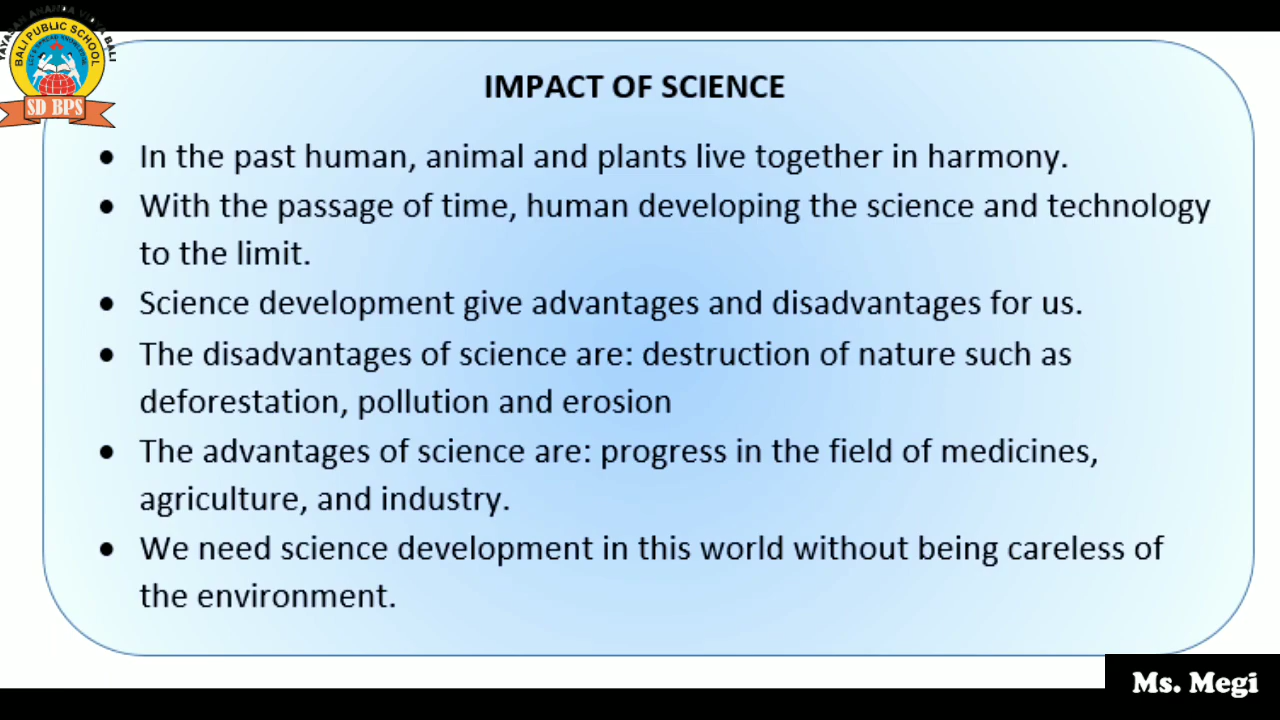 YAYASAN ANANDA VIDYA BALI
BALI PUBLIC SCHOOL
SD BPS
IMPACT OF SCIENCE
• In the past human, animal and plants live together in harmony.
• With the passage of time, human developing the science and technology
to the limit.
• Science development give advantages and disadvantages for us.
• The disadvantages of science are: destruction of nature such as
deforestation, pollution and erosion
• The advantages of science are: progress in the field of medicines,
agriculture, and industry.
• We need science development in this world without being careless of
the environment.
Ms. Megi